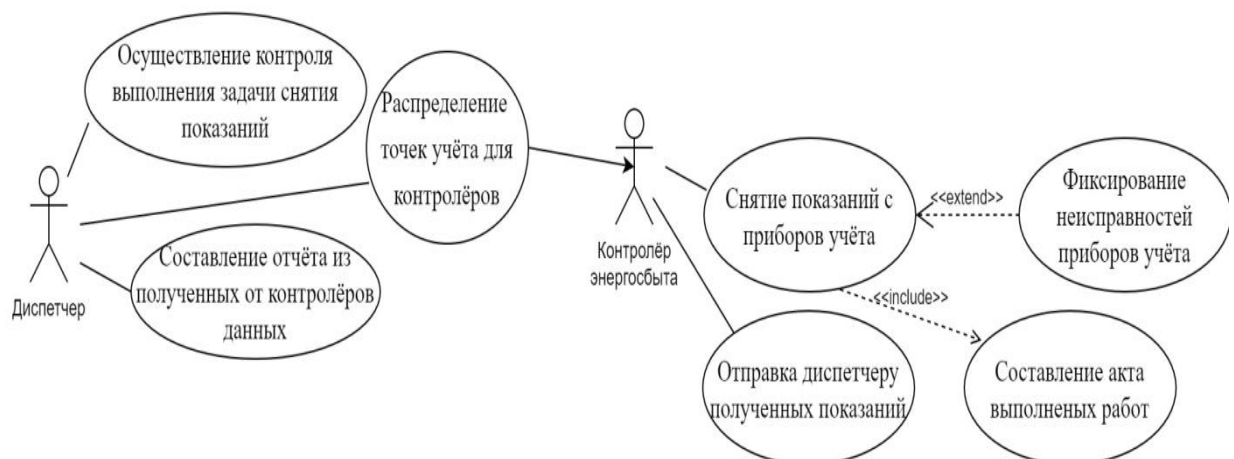 Осуществление контроля
выполнения задачи снятия
показаний
Распределение
точек учёта для
контролёров
Диспетчер
Составление отчёта из
полученных от контролёров
данных
Контролёр
энергосбыта
Снятие показаний с
приборов учёта
<<extend>>
Фиксирование
неисправностей
приборов учёта
<<include>>
Отправка диспетчеру
полученных показаний
Составление акта
выполненых работ